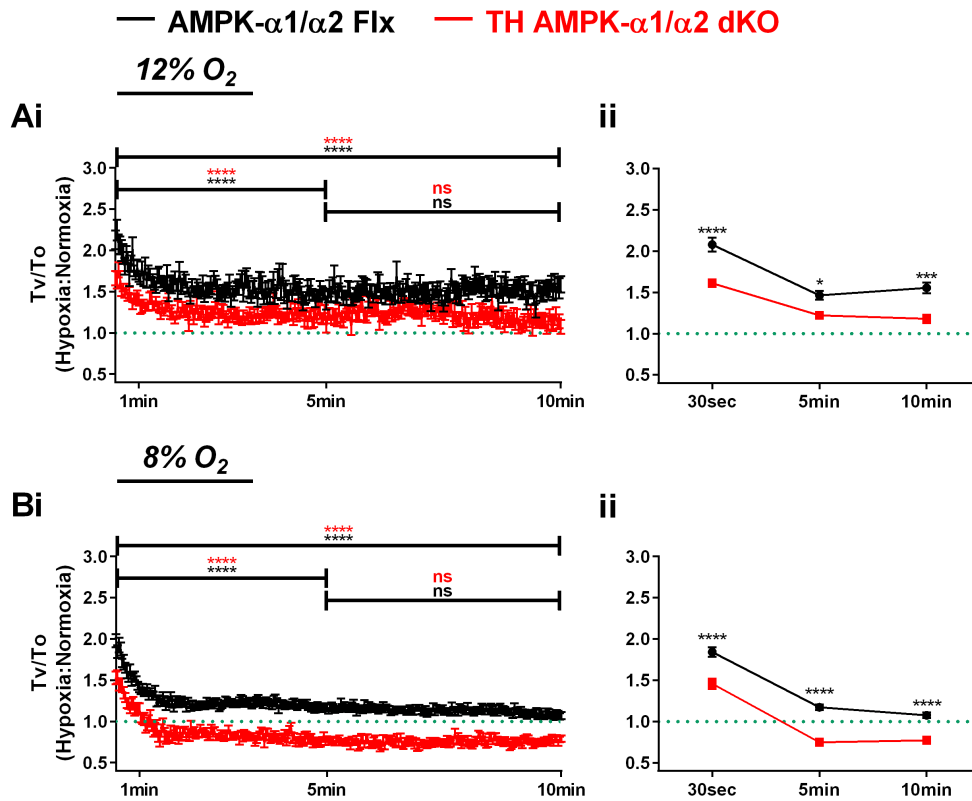 AMPK-α1/α2 Flx TH AMPK-α1/α2 dKO
12% O2
Ai
ii
****
****
****
****
ns
ns
3.0
2.5
2.0
1.5
1.0
0.5
Tv/To
(Hypoxia:Normoxia)
1min 5min 10min
3.0
2.5
2.0
1.5
1.0
0.5
****
*
***
30sec 5min 10min
8% O2
Bi
ii
****
****
****
****
ns
ns
3.0
2.5
2.0
1.5
1.0
0.5
Tv/To
(Hypoxia:Normoxia)
1min 5min 10min
3.0
2.5
2.0
1.5
1.0
0.5
****
****
****
30sec 5min 10min